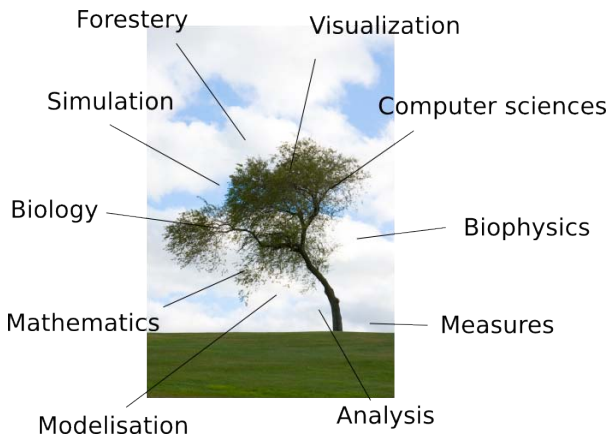 Forestery
Visualization
Simulation
Computer sciences
Biology
Biophysics
Mathematics
Measures
Modelisation
Analysis